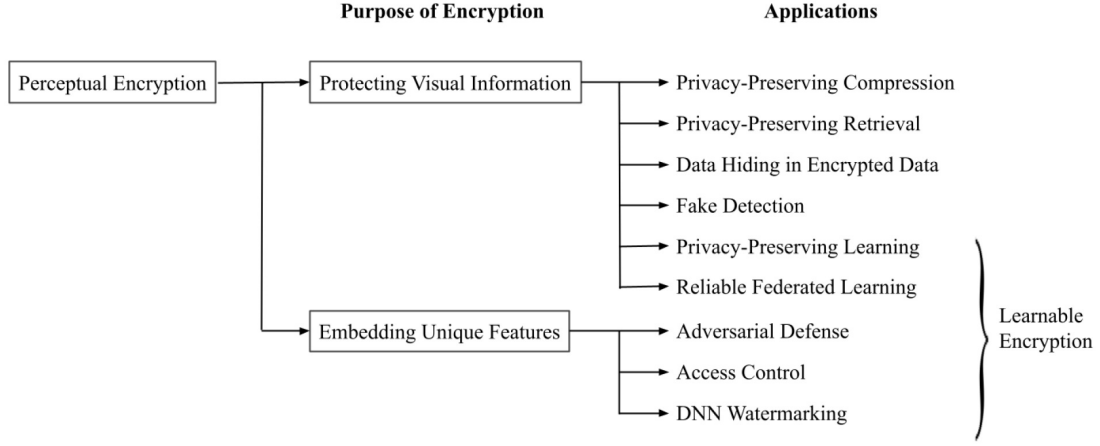 Purpose of Encryption
Applications
Perceptual Encryption
Protecting Visual Information
Privacy-Preserving Compression
Privacy-Preserving Retrieval
Data Hiding in Encrypted Data
Fake Detection
Privacy-Preserving Learning
Reliable Federated Learning
Embedding Unique Features
Adversarial Defense
Access Control
DNN Watermarking
Learnable
Encryption